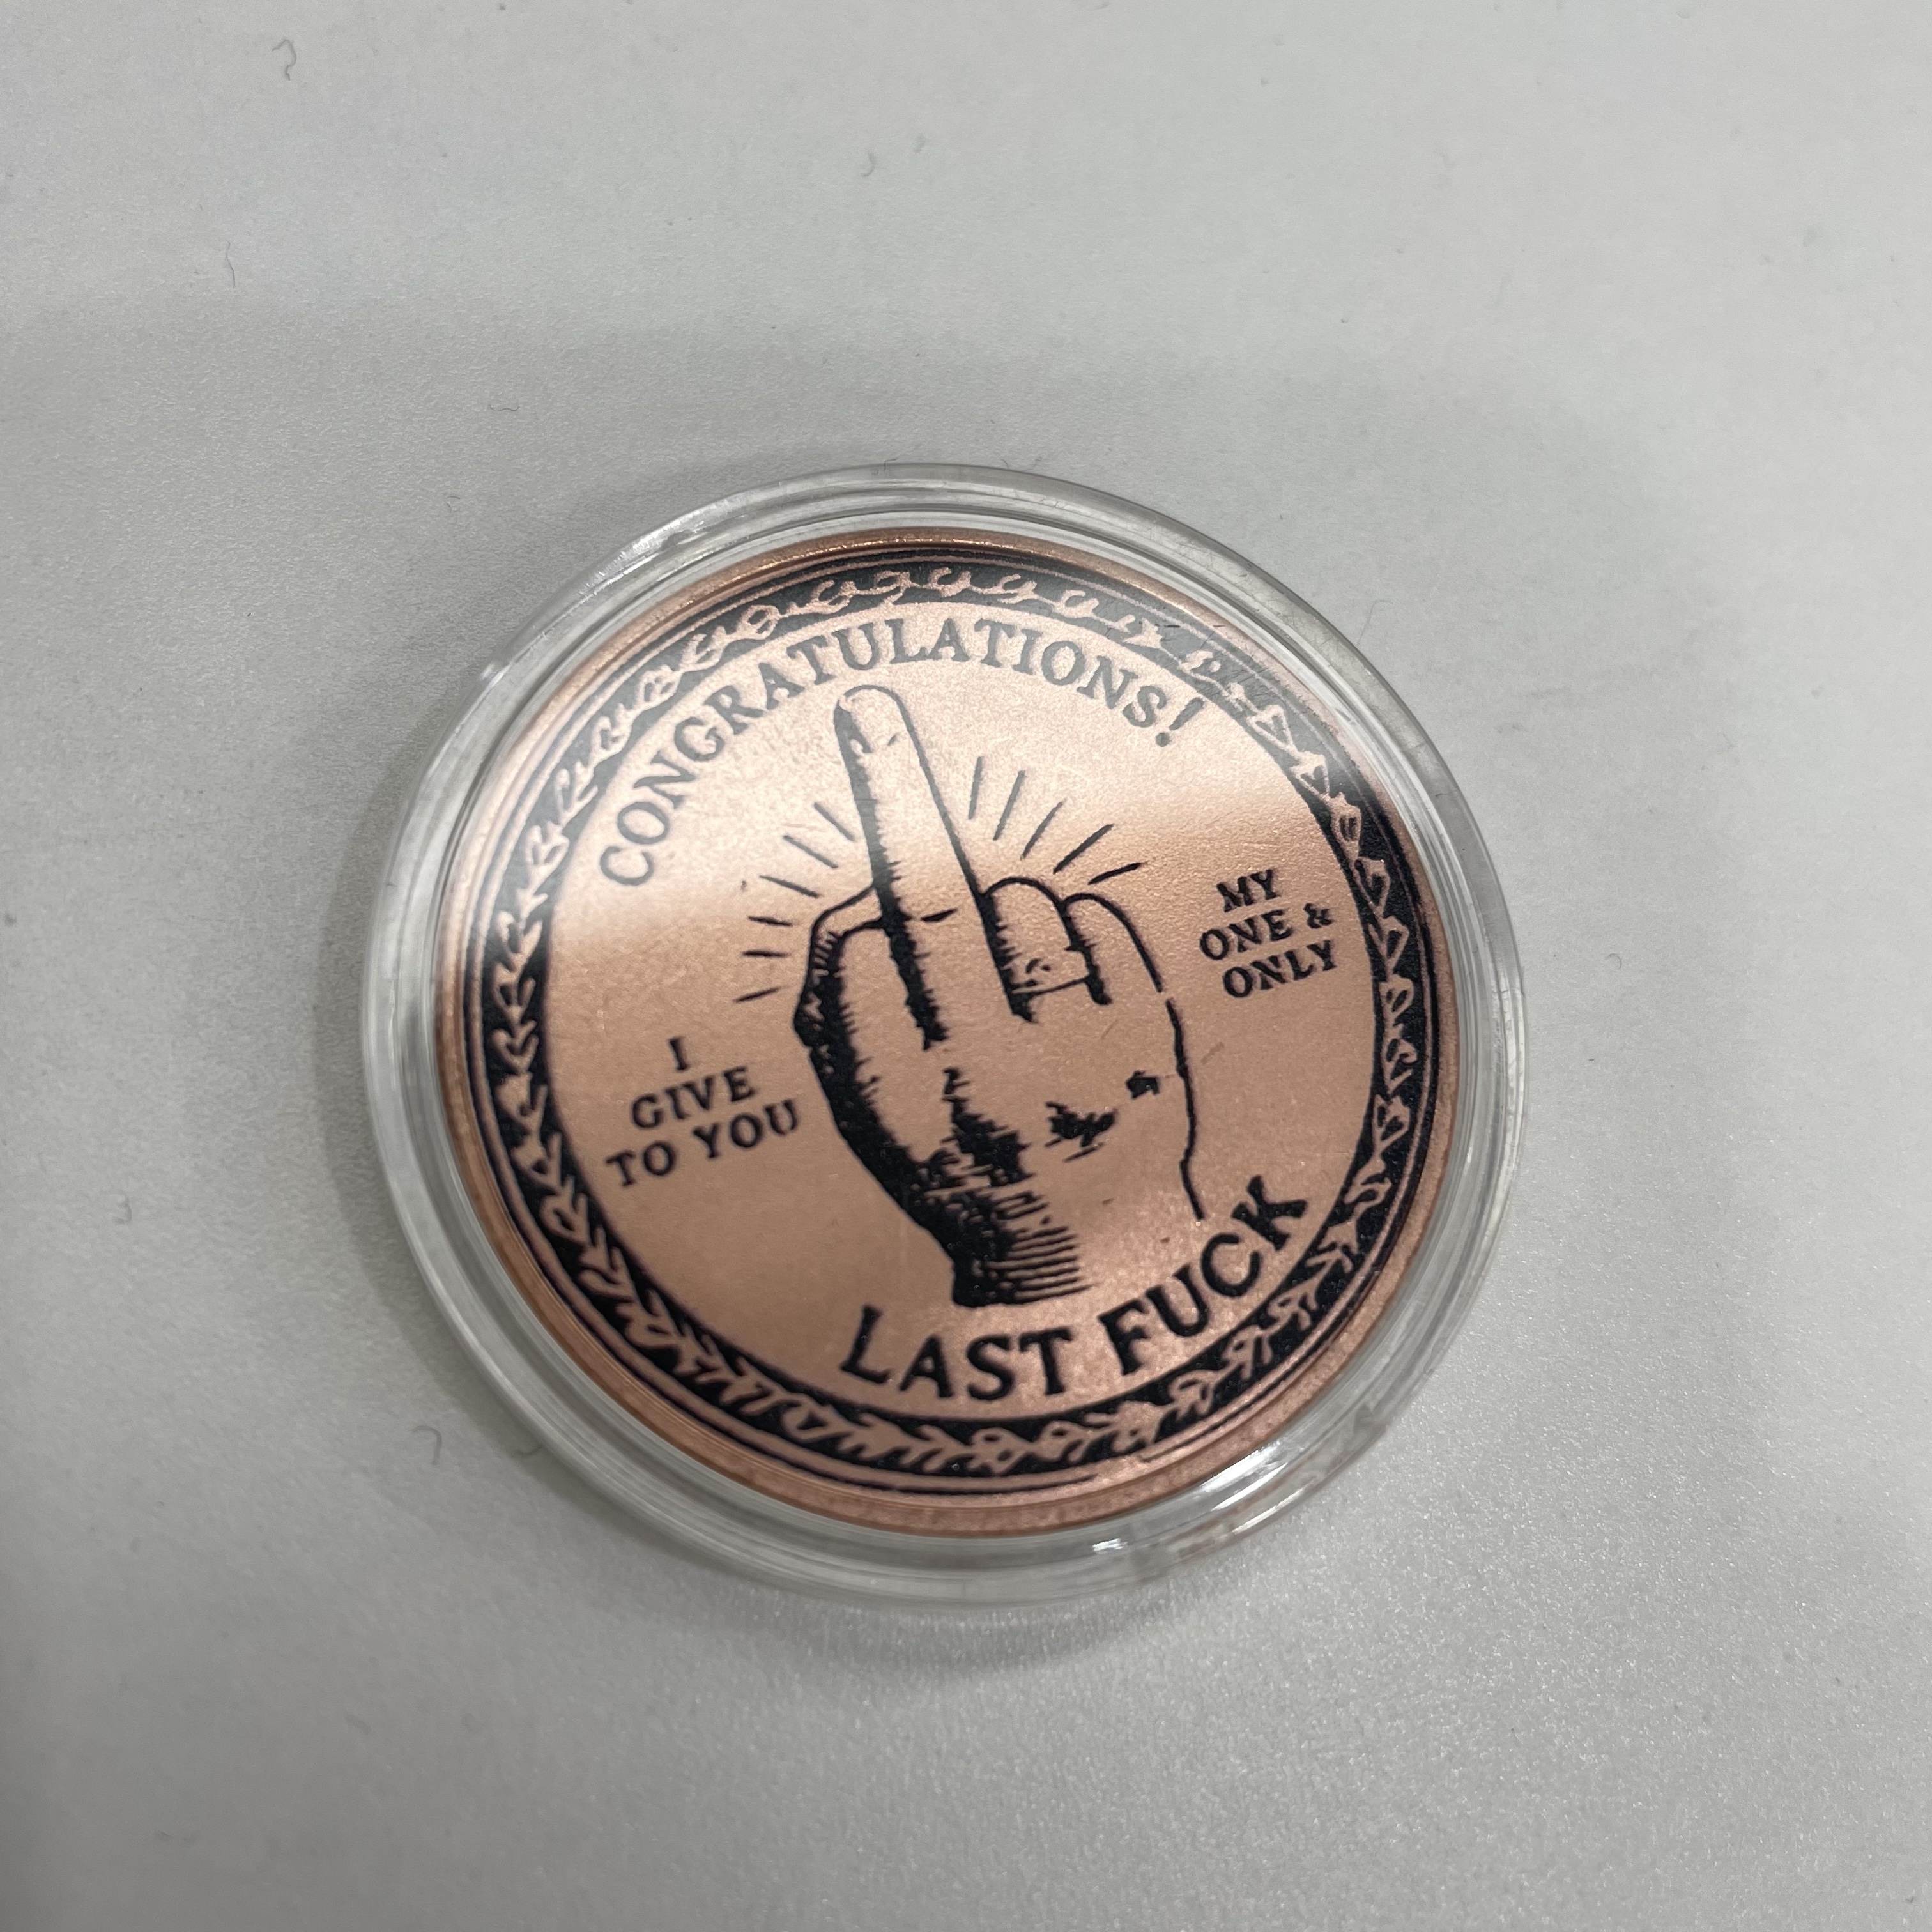 CONGRATULATIONS!
I
GIVE
TO YOU
MY
ONE &
ONLY
LAST FUCK